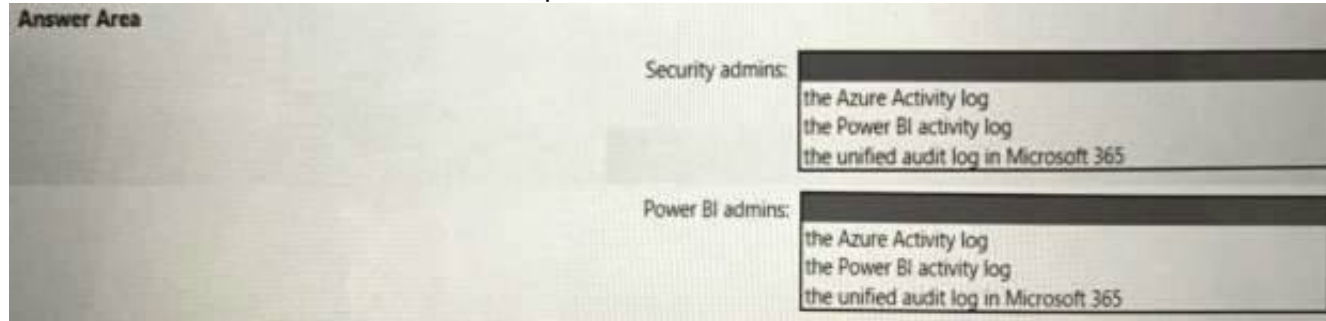 Answer Area
Security admins:
the Azure Activity log
the Power BI activity log
the unified audit log in Microsoft 365
Power BI admins:
the Azure Activity log
the Power BI activity log
the unified audit log in Microsoft 365